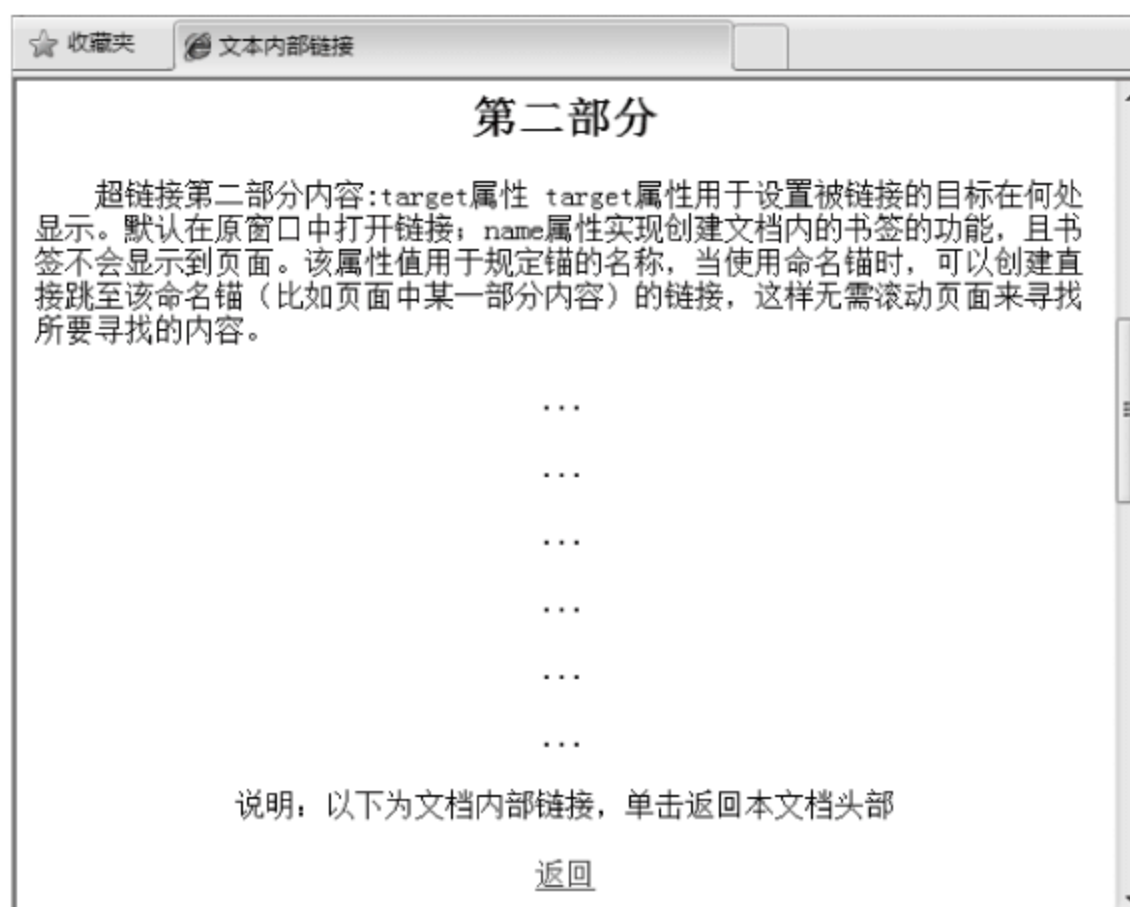 收藏夹
文本内部链接
第二部分
超链接第二部分内容:target属性 target属性用于设置被链接的目标在何处
显示。默认在原窗口中打开链接；name属性实现创建文档内的书签的功能，且书
签不会显示到页面。该属性值用于规定锚的名称，当使用命名锚时，可以创建直
接跳至该命名锚（比如页面中某一部分内容）的链接，这样无需滚动页面来寻找
所要寻找的内容。
...
...
...
...
...
...
说明：以下为文档内部链接，单击返回本文档头部
返回